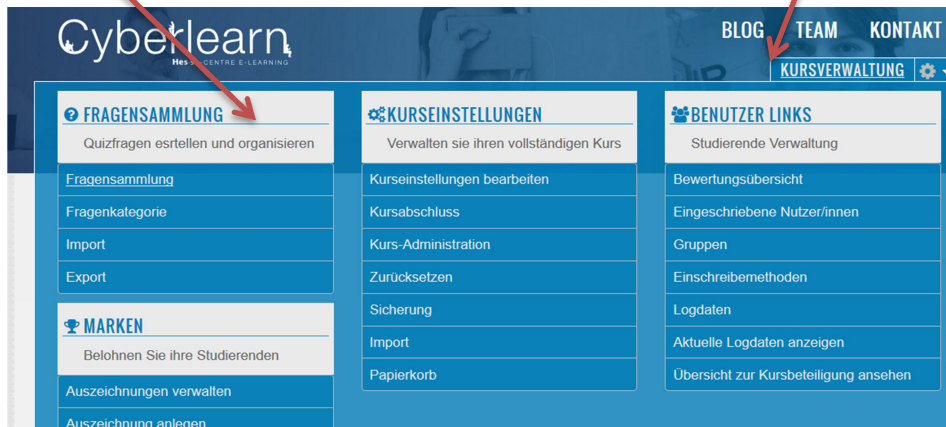 Cyberlearn
Hes-so CENTRE E-LEARNING
BLOG TEAM KONTAKT
KURSVERWALTUNG
FRAGENSAMMLUNG
Quizfragen esrtellen und organisieren
Fragensammlung
Fragenkategorie
Import
Export
MARKEN
Belohnen Sie ihre Studierenden
Auszeichnungen verwalten
Auszeichnung anlegen
KURSEINSTELLUNGEN
Verwalten sie ihren vollständigen Kurs
Kurseinstellungen bearbeiten
Kursabschluss
Kurs-Administration
Zurücksetzen
Sicherung
Import
Papierkorb
BENUTZER LINKS
Studierende Verwaltung
Bewertungsübersicht
Eingeschriebene Nutzer/innen
Gruppen
Einschreibemethoden
Logdaten
Aktuelle Logdaten anzeigen
Übersicht zur Kursbeteiligung ansehen